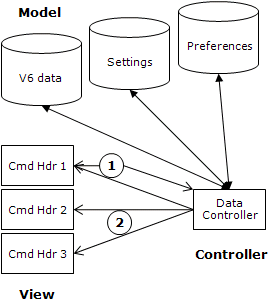 Model
Preferences
Settings
V6 data
Cmd Hdr 1
1
Cmd Hdr 2
2
Data
Controller
Cmd Hdr 3
Controller
View